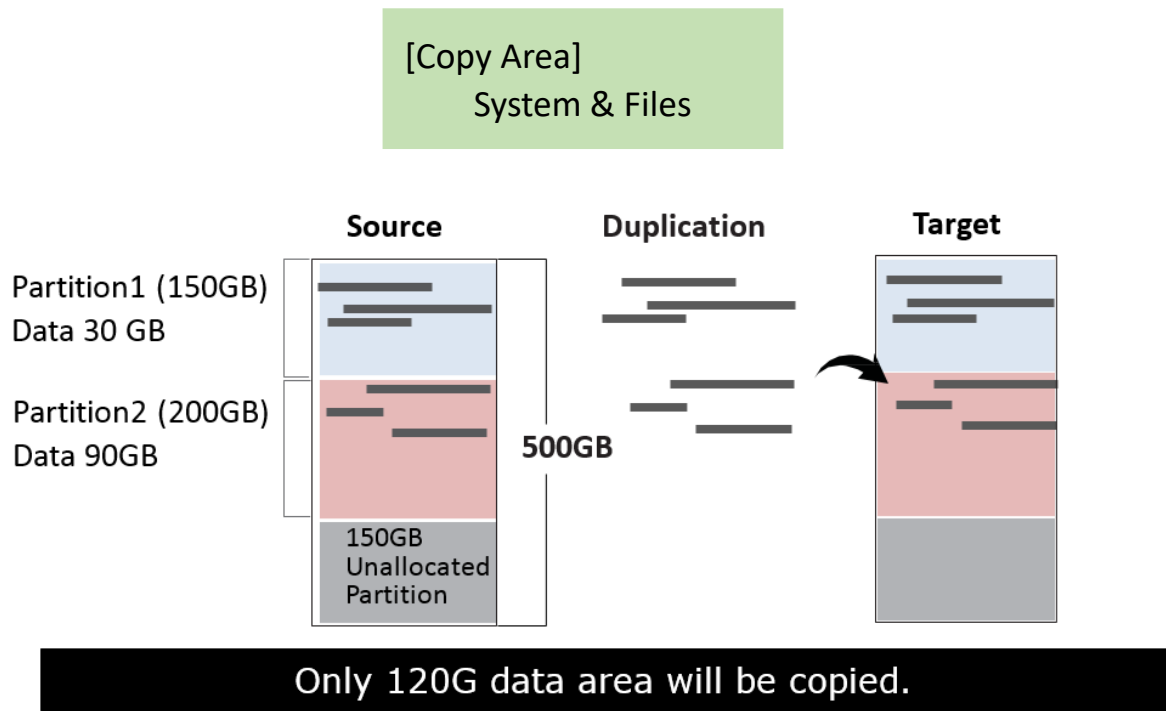 [Copy Area]
System & Files
Source
Duplication
Target
Partition1 (150GB)
Data 30 GB
Partition2 (200GB)
Data 90GB
500GB
150GB
Unallocated
Partition
Only 120G data area will be copied.